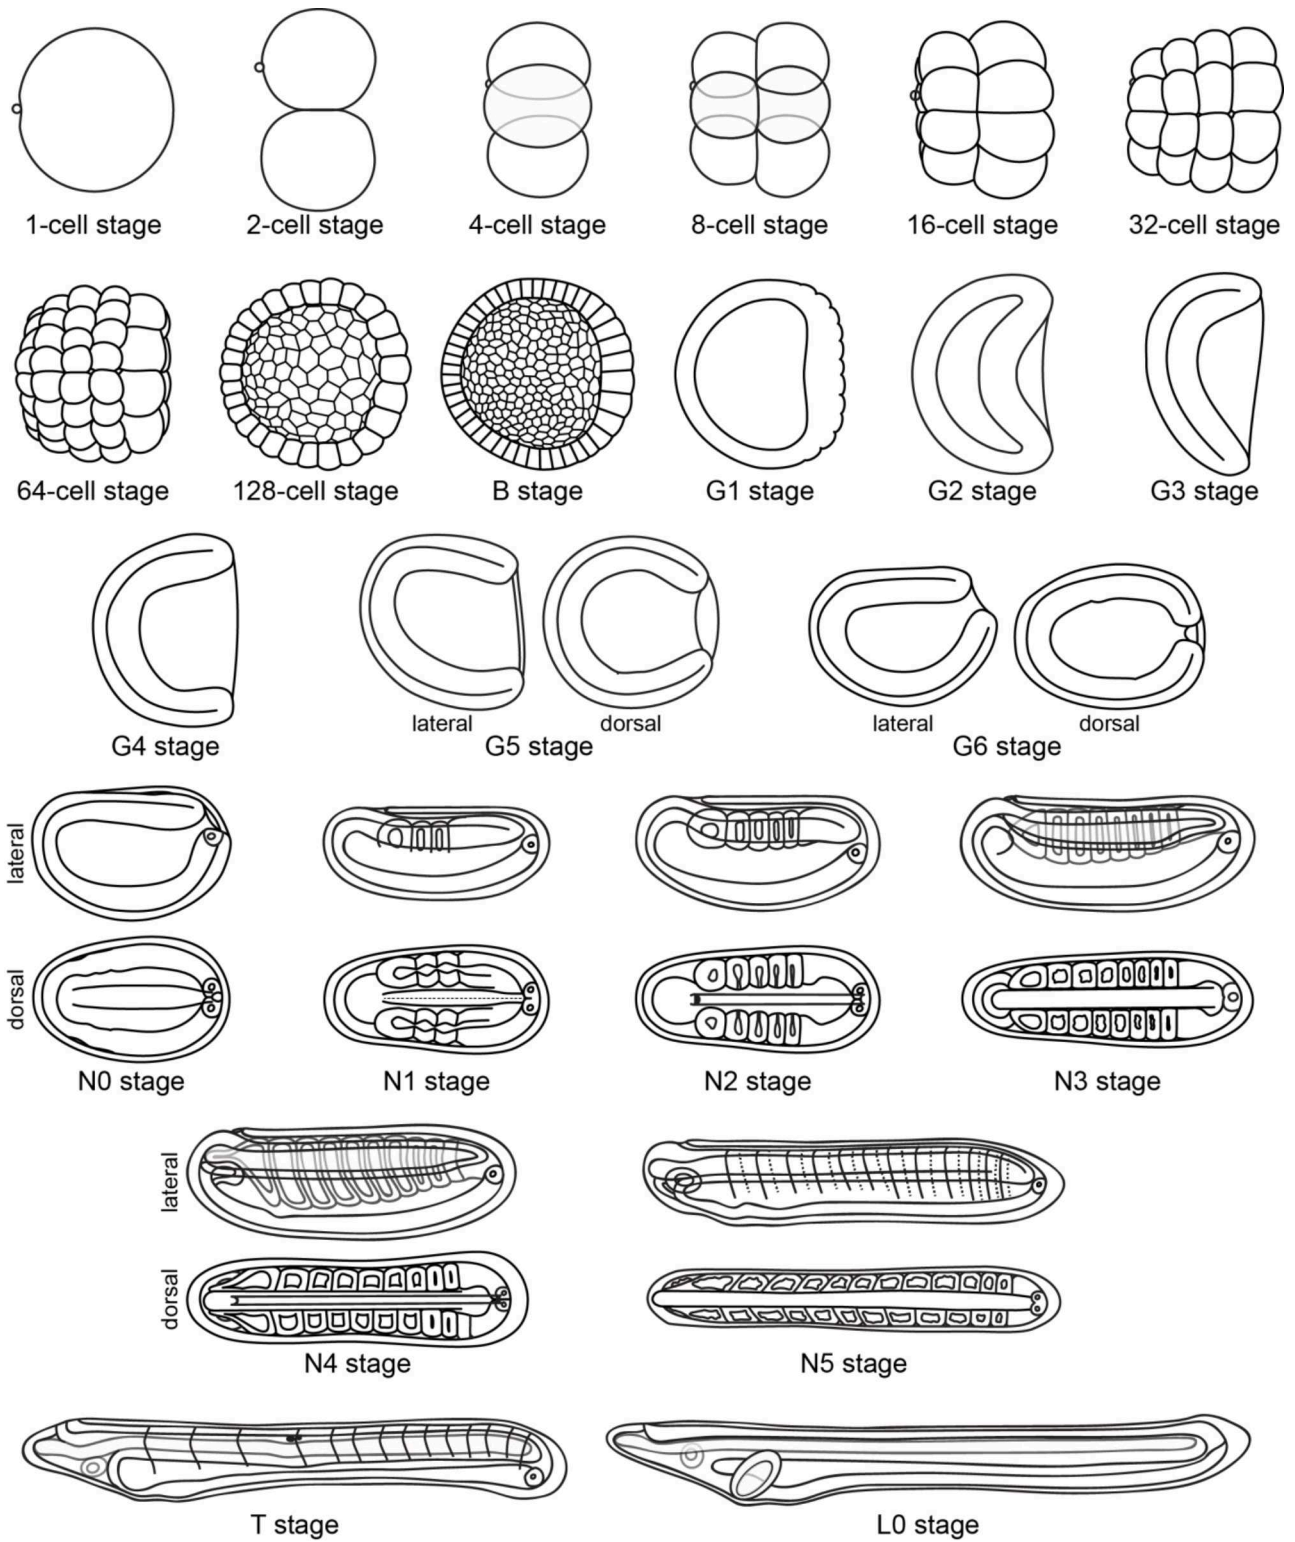 1-cell stage
2-cell stage
4-cell stage
8-cell stage
16-cell stage
32-cell stage
64-cell stage
128-cell stage
B stage
G1 stage
G2 stage
G3 stage
G4 stage
lateral
dorsal
G5 stage
lateral
dorsal
G6 stage
lateral
dorsal
N0 stage
N1 stage
N2 stage
N3 stage
lateral
dorsal
N4 stage
N5 stage
T stage
L0 stage